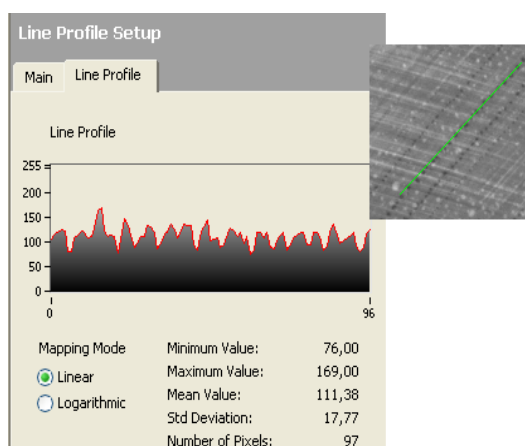 Line Profile Setup
Main
Line Profile
Line Profile
255
200
150
100
50
0
0
96
Mapping Mode
Linear
Logarithmic
Minimum Value: 76,00
Maximum Value: 169,00
Mean Value: 111,38
Std Deviation: 17,77
Number of Pixels: 97